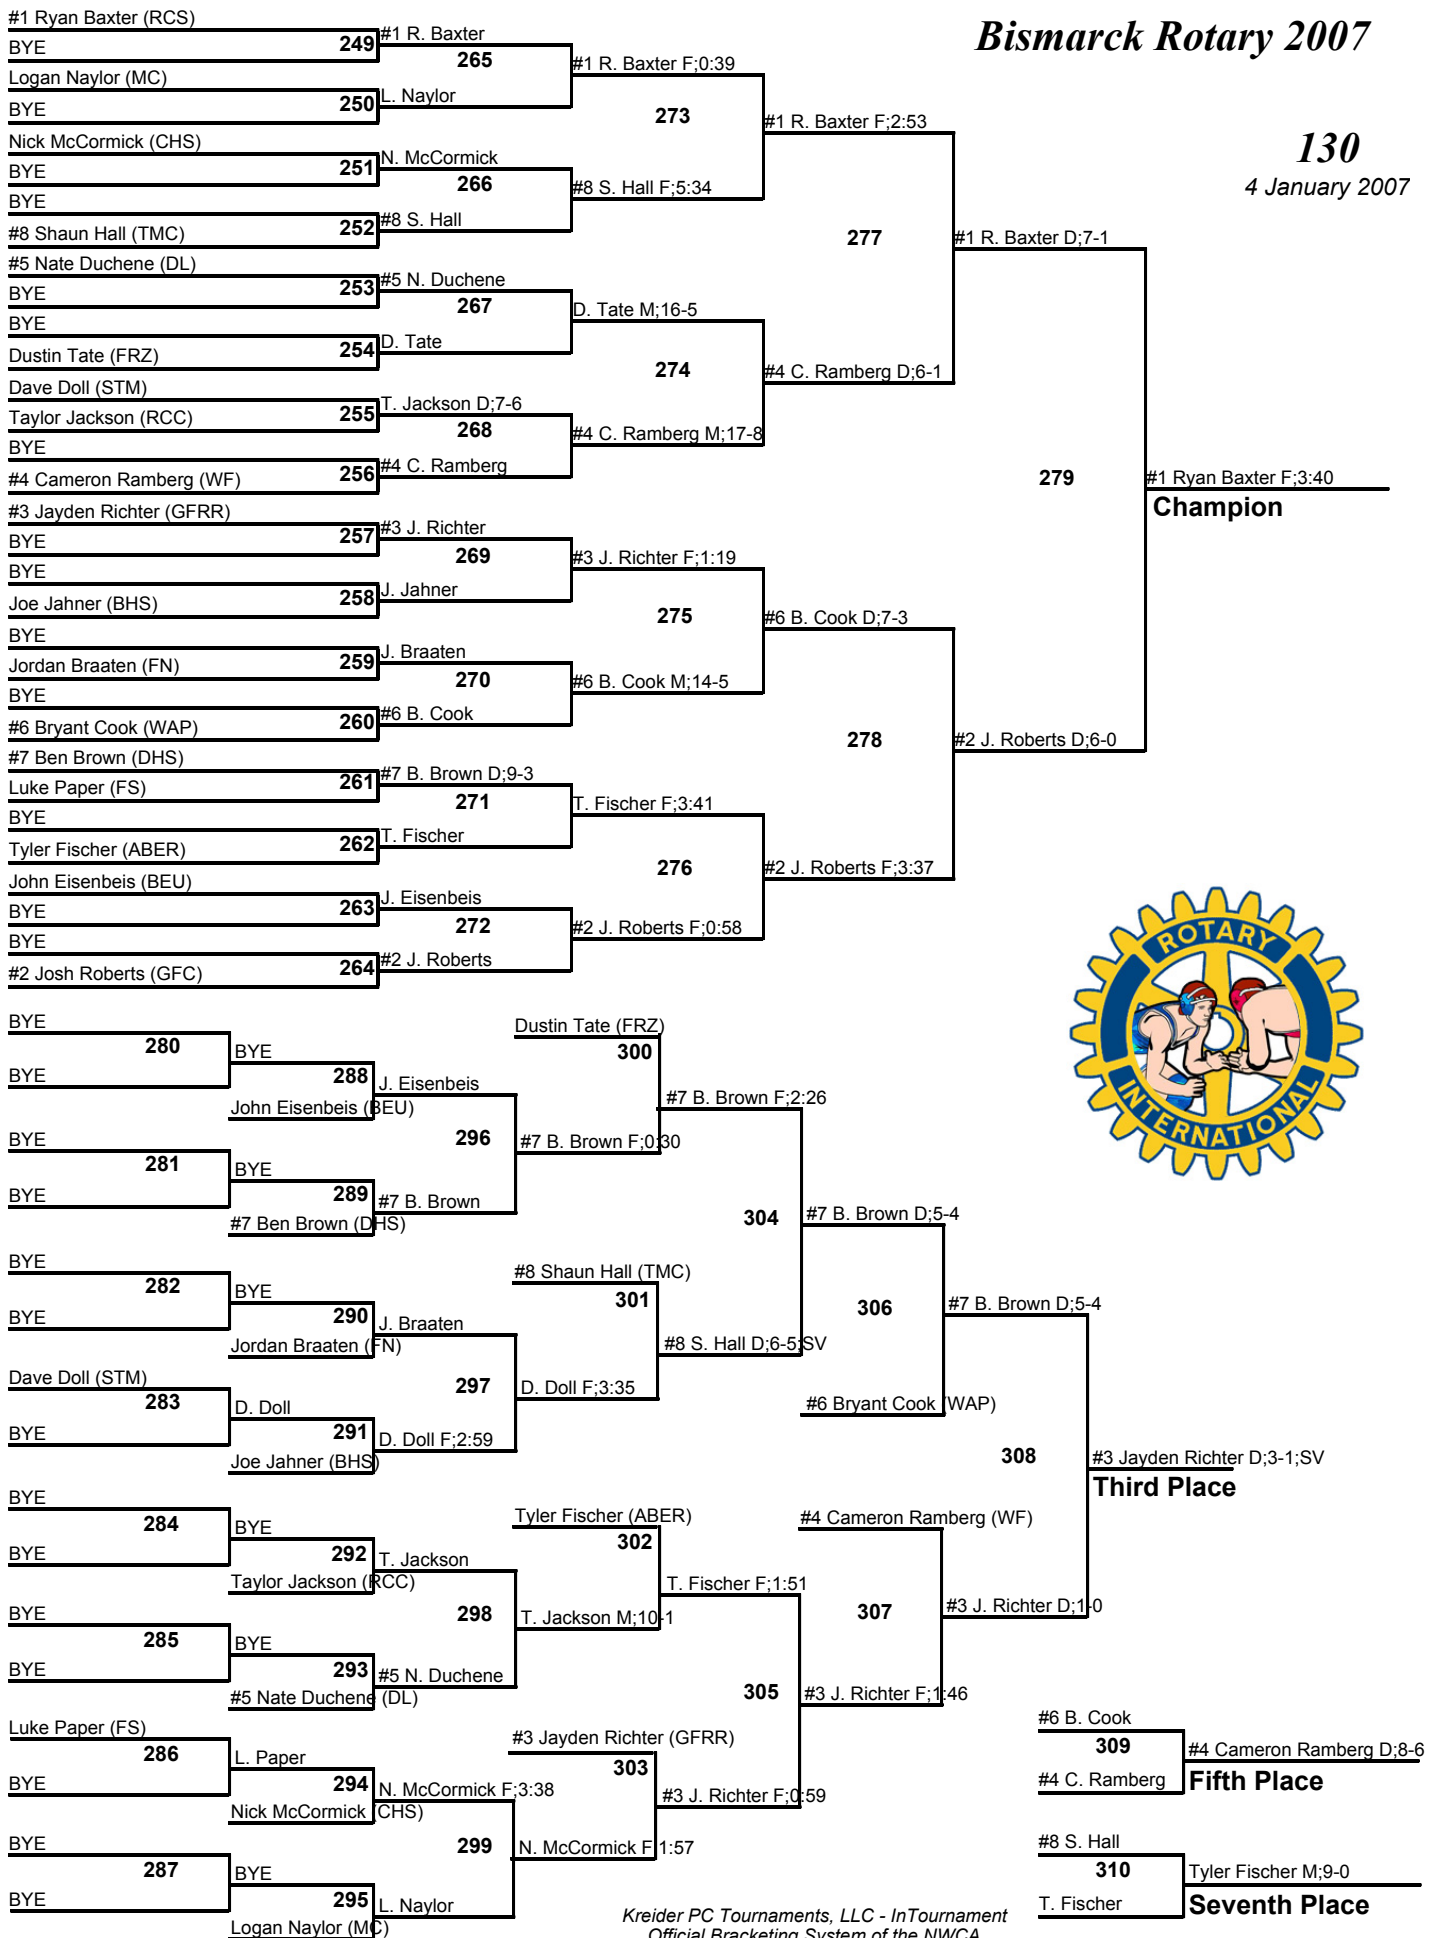 Bismarck Rotary 2007
130
4 January 2007
#1 Ryan Baxter (RCS)
BYE
249
Logan Naylor (MC)
BYE
250
Nick McCormick (CHS)
BYE
251
BYE
#8 Shaun Hall (TMC)
252
#5 Nate Duchene (DL)
BYE
253
BYE
Dustin Tate (FRZ)
254
Dave Doll (STM)
Taylor Jackson (RCC)
255
BYE
#4 Cameron Ramberg (WF)
256
#3 Jayden Richter (GFRR)
BYE
257
BYE
Joe Jahner (BHS)
258
BYE
Jordan Braaten (FN)
259
BYE
#6 Bryant Cook (WAP)
260
#7 Ben Brown (DHS)
Luke Paper (FS)
261
BYE
Tyler Fischer (ABER)
262
John Eisenbeis (BEU)
BYE
263
BYE
#2 Josh Roberts (GFC)
264
#1 R. Baxter
265
L. Naylor
N. McCormick
266
#8 S. Hall
#5 N. Duchene
267
D. Tate
T. Jackson D;7-6
268
#4 C. Ramberg
#3 J. Richter
269
J. Jahner
J. Braaten
270
#6 B. Cook
#7 B. Brown D;9-3
271
T. Fischer
J. Eisenbeis
272
#2 J. Roberts
#1 R. Baxter F;0:39
273
#8 S. Hall F;5:34
D. Tate M;16-5
274
#4 C. Ramberg M;17-8
#3 J. Richter F;1:19
275
#6 B. Cook M;14-5
T. Fischer F;3:41
276
#2 J. Roberts F;0:58
#1 R. Baxter F;2:53
277
#4 C. Ramberg D;6-1
#6 B. Cook D;7-3
278
#2 J. Roberts F;3:37
#1 R. Baxter D;7-1
279
#2 J. Roberts D;6-0
#1 Ryan Baxter F;3:40
Champion
ROTARY
INTERNATIONAL
BYE
280
BYE
BYE
281
BYE
BYE
282
BYE
Dave Doll (STM)
283
BYE
BYE
284
BYE
BYE
285
BYE
Luke Paper (FS)
286
BYE
BYE
287
BYE
BYE
288
John Eisenbeis (BEU)
BYE
289
#7 Ben Brown (DHS)
BYE
290
Jordan Braaten (FN)
D. Doll
291
Joe Jahner (BHS)
BYE
292
Taylor Jackson (RCC)
BYE
293
#5 Nate Duchene (DL)
L. Paper
294
Nick McCormick (CHS)
BYE
295
Logan Naylor (MC)
J. Eisenbeis
296
#7 B. Brown
J. Braaten
297
D. Doll F;2:59
T. Jackson
298
#5 N. Duchene
N. McCormick F;3:38
299
L. Naylor
Dustin Tate (FRZ)
300
#7 B. Brown F;0:30
#8 Shaun Hall (TMC)
301
D. Doll F;3:35
Tyler Fischer (ABER)
302
T. Jackson M;10-1
#3 Jayden Richter (GFRR)
303
N. McCormick F;1:57
#7 B. Brown F;2:26
304
#8 S. Hall D;6-5;SV
T. Fischer F;1:51
305
#3 J. Richter F;0:59
#7 B. Brown D;5-4
306
#6 Bryant Cook (WAP)
#4 Cameron Ramberg (WF)
307
#3 J. Richter F;1:46
#7 B. Brown D;5-4
308
#3 J. Richter D;1-0
#3 Jayden Richter D;3-1;SV
Third Place
#6 B. Cook
309
#4 C. Ramberg
#4 Cameron Ramberg D;8-6
Fifth Place
#8 S. Hall
310
T. Fischer
Tyler Fischer M;9-0
Seventh Place
Kreider PC Tournaments, LLC - InTournament
Official Bracketing System of the NWCA